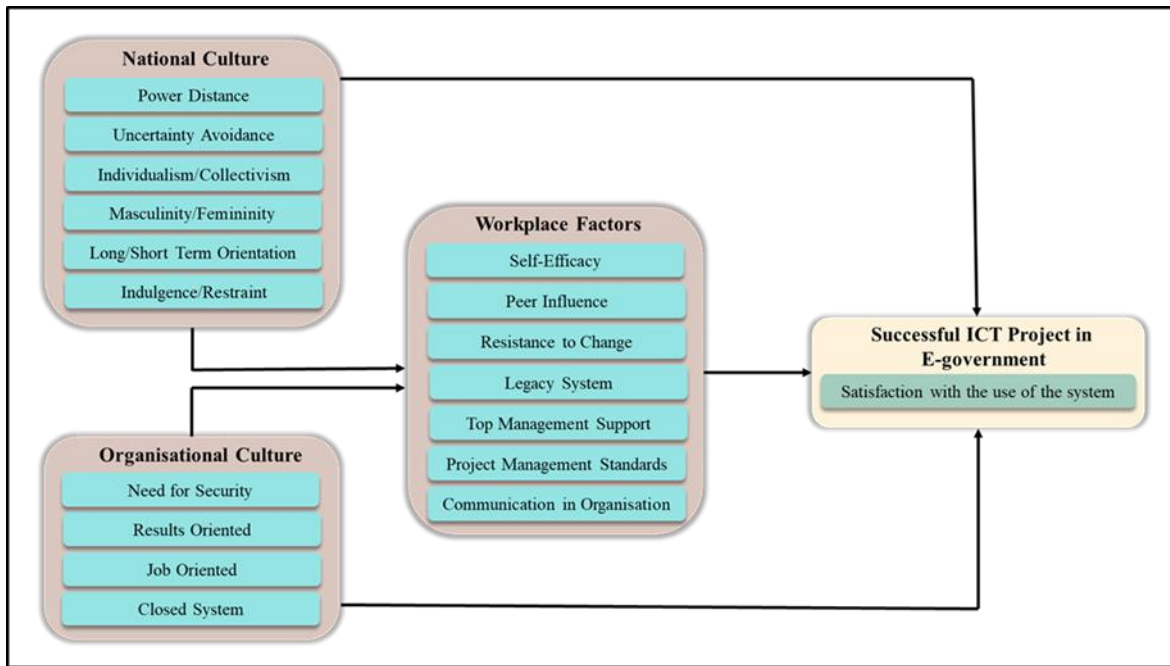 National Culture
Power Distance
Uncertainty Avoidance
Individualism/Collectivism
Masculinity/Femininity
Long/Short Term Orientation
Indulgence/Restraint
Organisational Culture
Need for Security
Results Oriented
Job Oriented
Closed System
Workplace Factors
Self-Efficacy
Peer Influence
Resistance to Change
Legacy System
Top Management Support
Project Management Standards
Communication in Organisation
Successful ICT Project in
E-government
Satisfaction with the use of the system